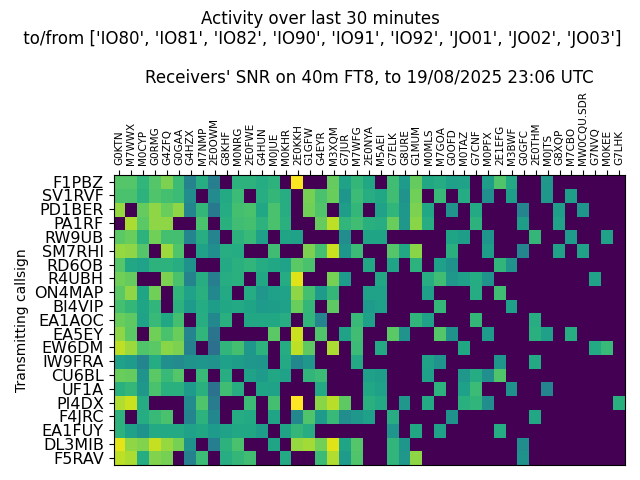 Activity over last 30 minutes
to/from ['IO80', 'IO81', 'IO82', 'IO90', 'IO91', 'IO92', 'JO01', 'JO02', 'JO03']
Receivers' SNR on 40m FT8, to 19/08/2025 23:06 UTC
G0KTN
M7WWX
M0CYP
G0RMG
G4ZFQ
G0GAA
G4HZX
M7NMP
2E0OWM
G8EHF
M0NRG
2E0FWE
G4HUN
M0JUE
M0KHR
2E0KKH
G1GFW
G4EYR
M3XQM
G7JUR
M7WFG
2E0NYA
M5AEI
G7ELK
G8URE
G1MUM
M0MLS
M7GOA
G0DFD
M0TAZ
G7CNF
M0PFX
2E1EFG
M3BWF
G0GFC
2E0THM
M0JTS
G8XQP
M7CBO
MW0CQU.SDR
G7NVQ
M0KEE
G7LHK
Transmitting callsign
F1PBZ
SV1RVF
PD1BER
PA1RF
RW9UB
SM7RHI
RD6OB
R4UBH
ON4MAP
BI4VIP
EA1AOC
EA5EY
EW6DM
IW9FRA
CU6BL
UF1A
PI4DX
F4JRC
EA1FUY
DL3MIB
F5RAV